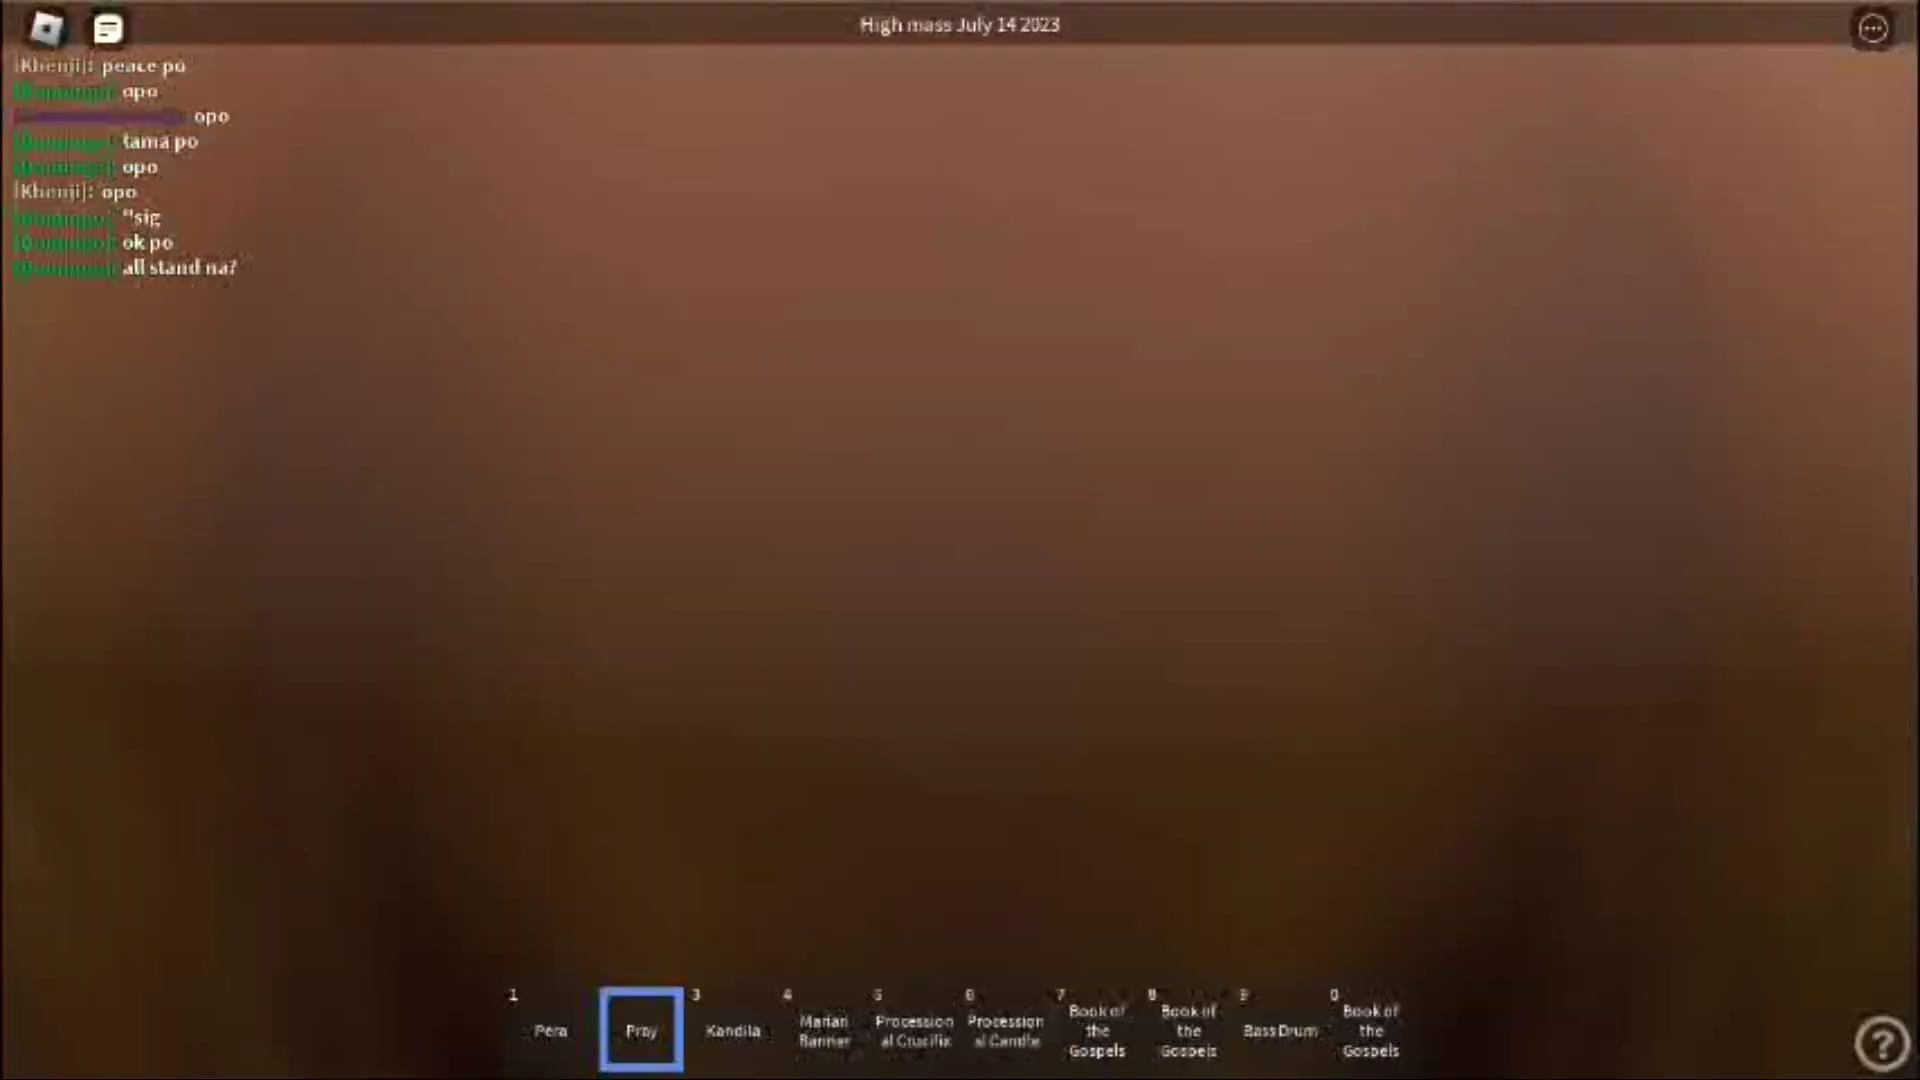 High mass July 14 2023
[Khenji]: peace po
opo
opo
tama po
opo
[Khenji]: opo
"sig
ok po
all stand na?
1
3
4
5
6
7
8
9
0
Pera
Pray
Kandila
Marian
Banner
Procession
al Crucifix
Procession
al Candle
Book of
the
Gospels
Book of
the
Gospels
Bass Drum
Book of
the
Gospels
?